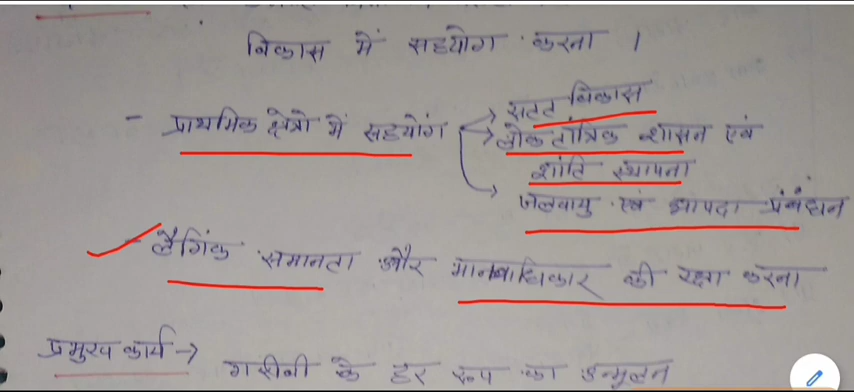 विकास में सहयोग करना ।
- प्राथमिक क्षेत्रो में सहयोग → सतत विकास
→ लोकतांत्रिक शासन एवं
शांति स्थापना
→ जलवायु एवं आपदा प्रबंधन
- लैगिंक समानता और मानवाधिकार की रक्षा करना
प्रमुख कार्य → गरीबी के हर रूप का उन्मूलन